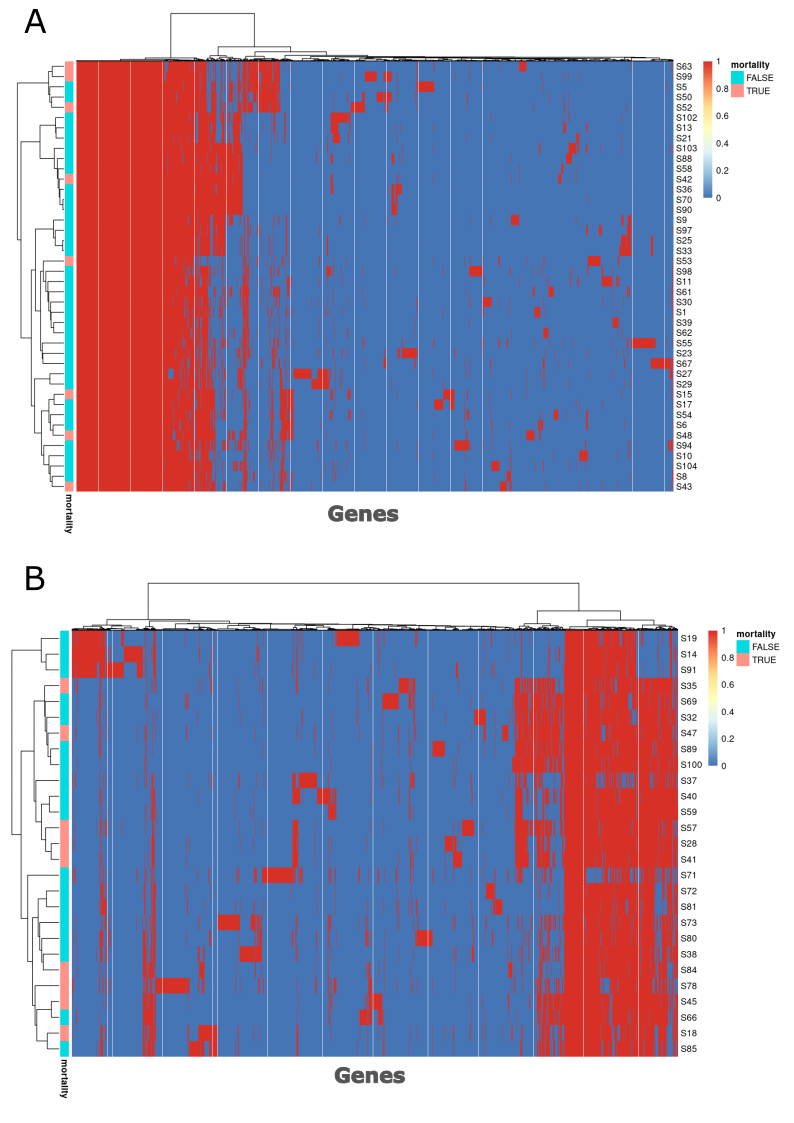 A
S63
S99
S5
S50
S52
S102
S13
S21
S103
S88
S58
S42
S36
S70
S90
S9
S97
S25
S33
S53
S98
S11
S61
S30
S1
S39
S62
S55
S23
S67
S27
S29
S15
S17
S54
S6
S48
S94
S10
S104
S8
S43
1
0.8
0.6
0.4
0.2
0
mortality
FALSE
TRUE
mortality
Genes
B
S19
S14
S91
S35
S69
S32
S47
S89
S100
S37
S40
S59
S57
S28
S41
S71
S72
S81
S73
S80
S38
S84
S78
S45
S66
S18
S85
1
0.8
0.6
0.4
0.2
0
mortality
FALSE
TRUE
mortality
Genes